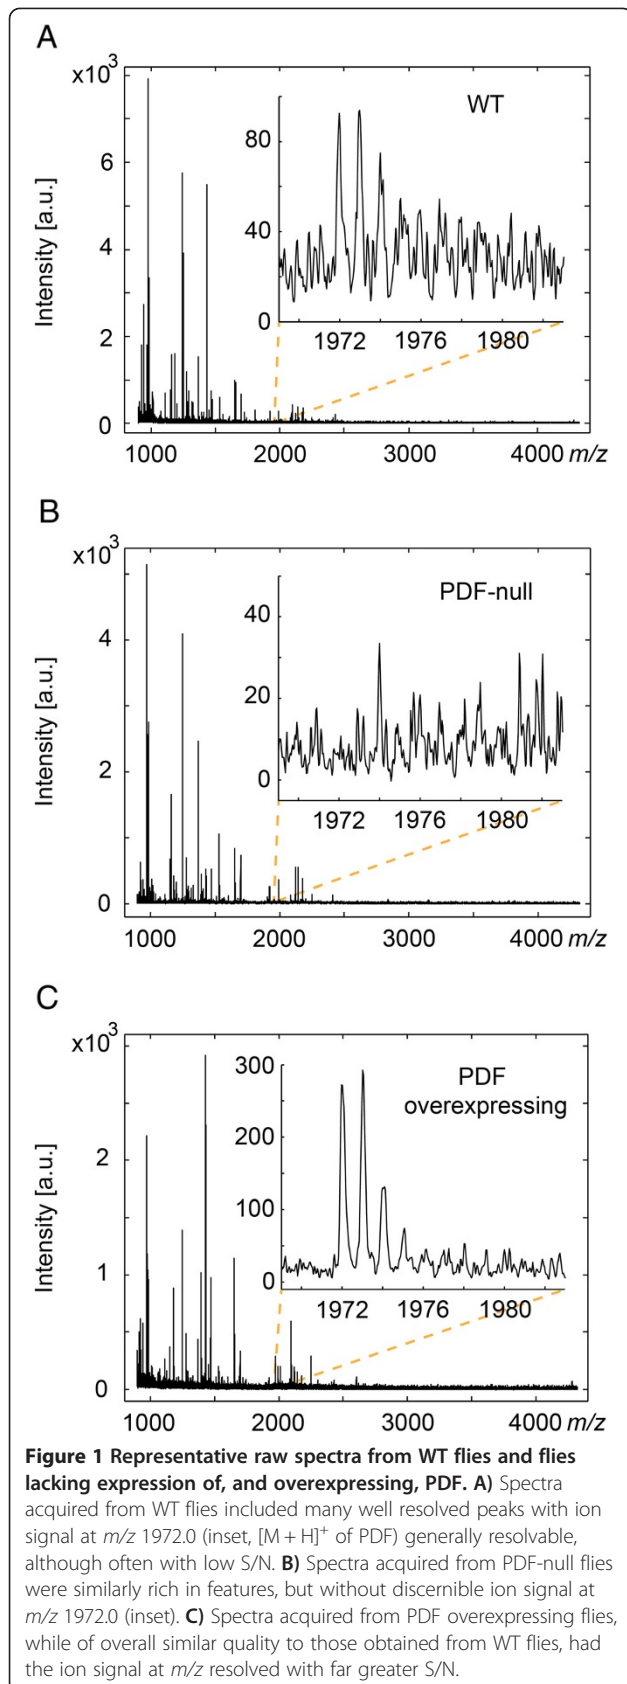 A
x10³
WT
80
6
40
4
0
1972 1976 1980
2
0
1000 2000 3000 4000 m/z
Intensity [a.u.]
B
x10³
PDF-null
40
4
20
0
1972 1976 1980
2
0
1000 2000 3000 4000 m/z
Intensity [a.u.]
C
x10³
300
PDF
overexpressing
200
2
100
0
1972 1976 1980
1
0
1000 2000 3000 4000 m/z
Intensity [a.u.]
Figure 1 Representative raw spectra from WT flies and flies
lacking expression of, and overexpressing, PDF. A) Spectra
acquired from WT flies included many well resolved peaks with ion
signal at m/z 1972.0 (inset, [M + H]⁺ of PDF) generally resolvable,
although often with low S/N. B) Spectra acquired from PDF-null flies
were similarly rich in features, but without discernible ion signal at
m/z 1972.0 (inset). C) Spectra acquired from PDF overexpressing flies,
while of overall similar quality to those obtained from WT flies, had
the ion signal at m/z resolved with far greater S/N.